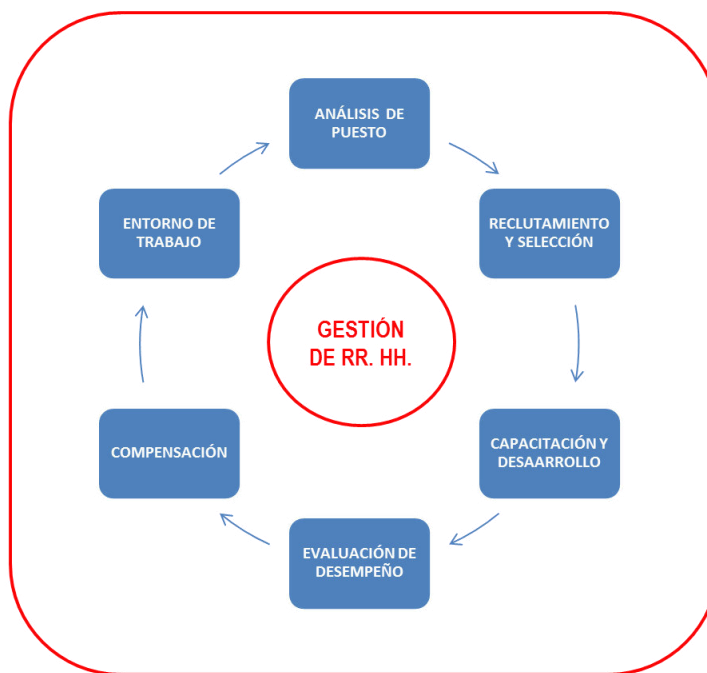 ANÁLISIS DE
PUESTO
RECLUTAMIENTO
Y SELECCIÓN
CAPACITACIÓN Y
DESAARROLLO
EVALUACIÓN DE
DESEMPEÑO
COMPENSACIÓN
ENTORNO DE
TRABAJO
GESTIÓN
DE RR. HH.